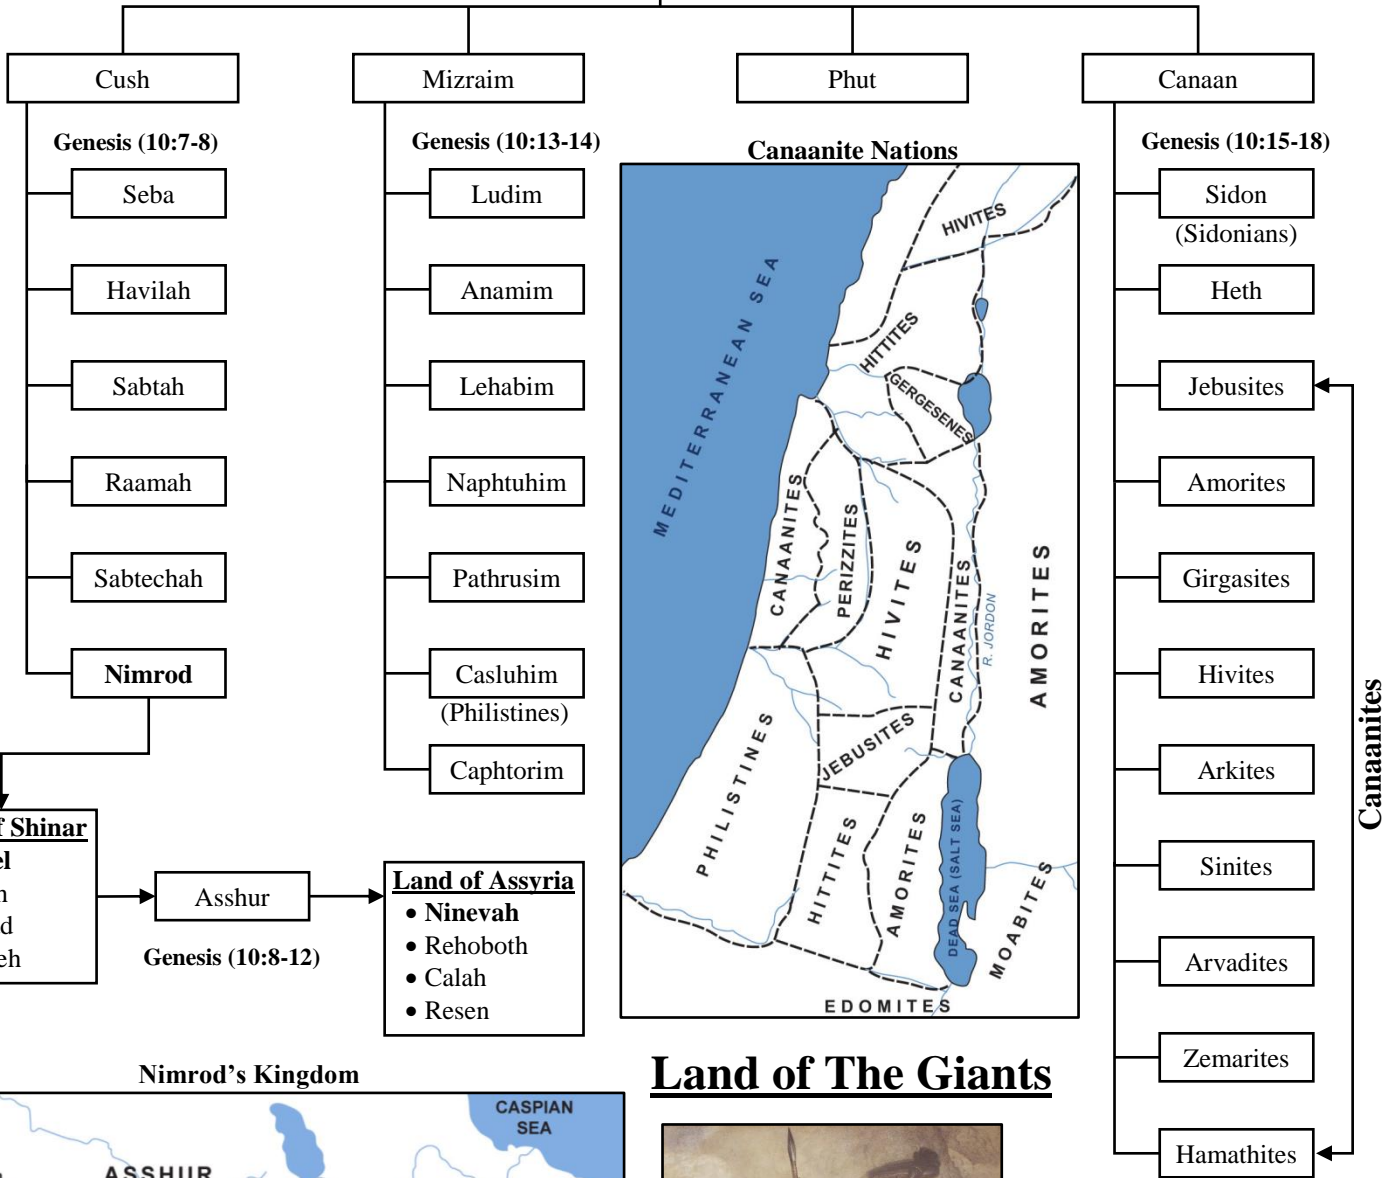 Cush
Mizraim
Phut
Canaan
Genesis (10:7-8)
Seba
Havilah
Sabtah
Raamah
Sabtechah
Nimrod
Genesis (10:13-14)
Ludim
Anamim
Lehabim
Naphtuhim
Pathrusim
Casluhim
(Philistines)
Caphtorim
Canaanite Nations
MEDITERRANEAN SEA
HIVITES
HITTITES
GERGESENES
CANAANITES
PERIZZITES
HIVITES
CANAANITES
R. JORDON
AMORITES
JEBUSITES
PHILISTINES
HITTITES
AMORITES
DEAD SEA (SALT SEA)
MOABITES
EDOMITES
Genesis (10:15-18)
Sidon
(Sidonians)
Heth
Jebusites
Amorites
Girgasites
Hivites
Arkites
Sinites
Arvadites
Zemarites
Hamathites
Canaanites
Shinar
Asshur
Genesis (10:8-12)
Land of Assyria
• Ninevah
• Rehoboth
• Calah
• Resen
Nimrod's Kingdom
CASPIAN
SEA
ASSHUR
Land of The Giants